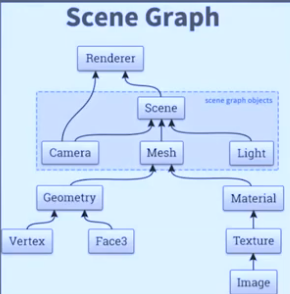 Scene Graph
Renderer
scene graph objects
Scene
Camera
Mesh
Light
Geometry
Material
Vertex
Face3
Texture
Image